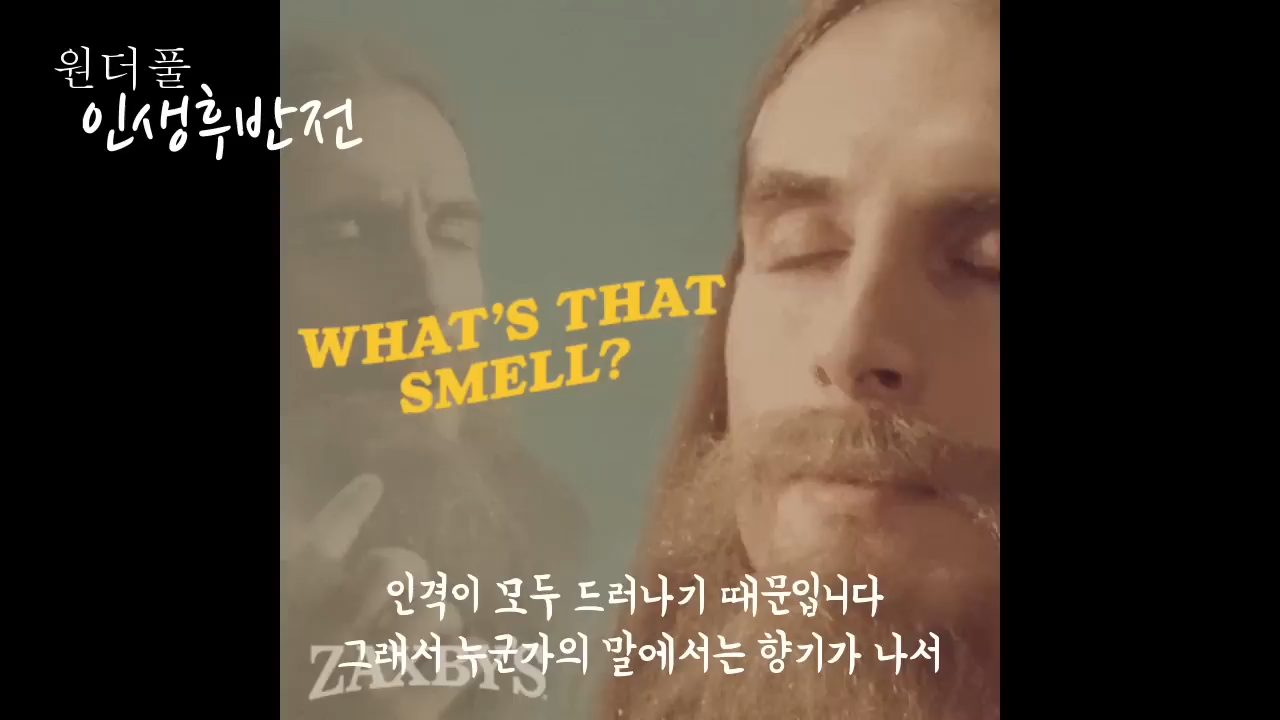 원더풀
인생후반전
WHAT'S THAT
SMELL?
인격이 모두 드러나기 때문입니다
그래서 누군가의 말에서는 향기가 나서
ZAXBY'S